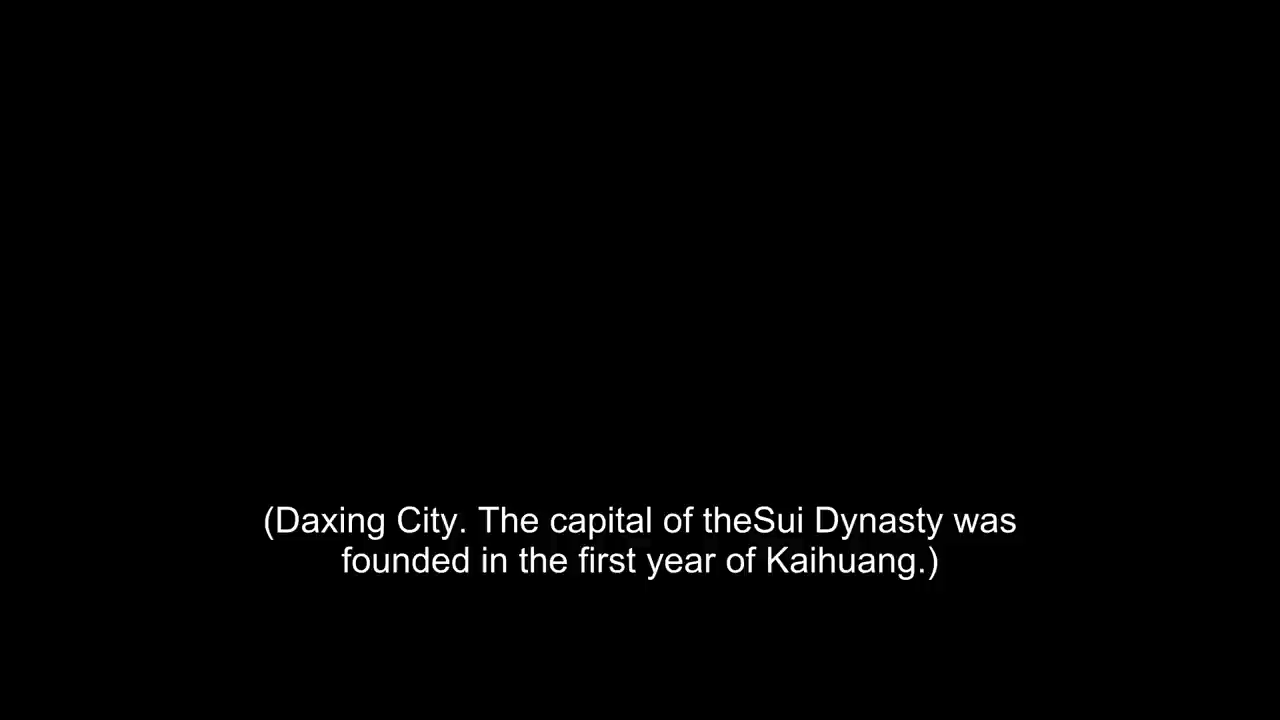 (Daxing City. The capital of theSui Dynasty was
founded in the first year of Kaihuang.)